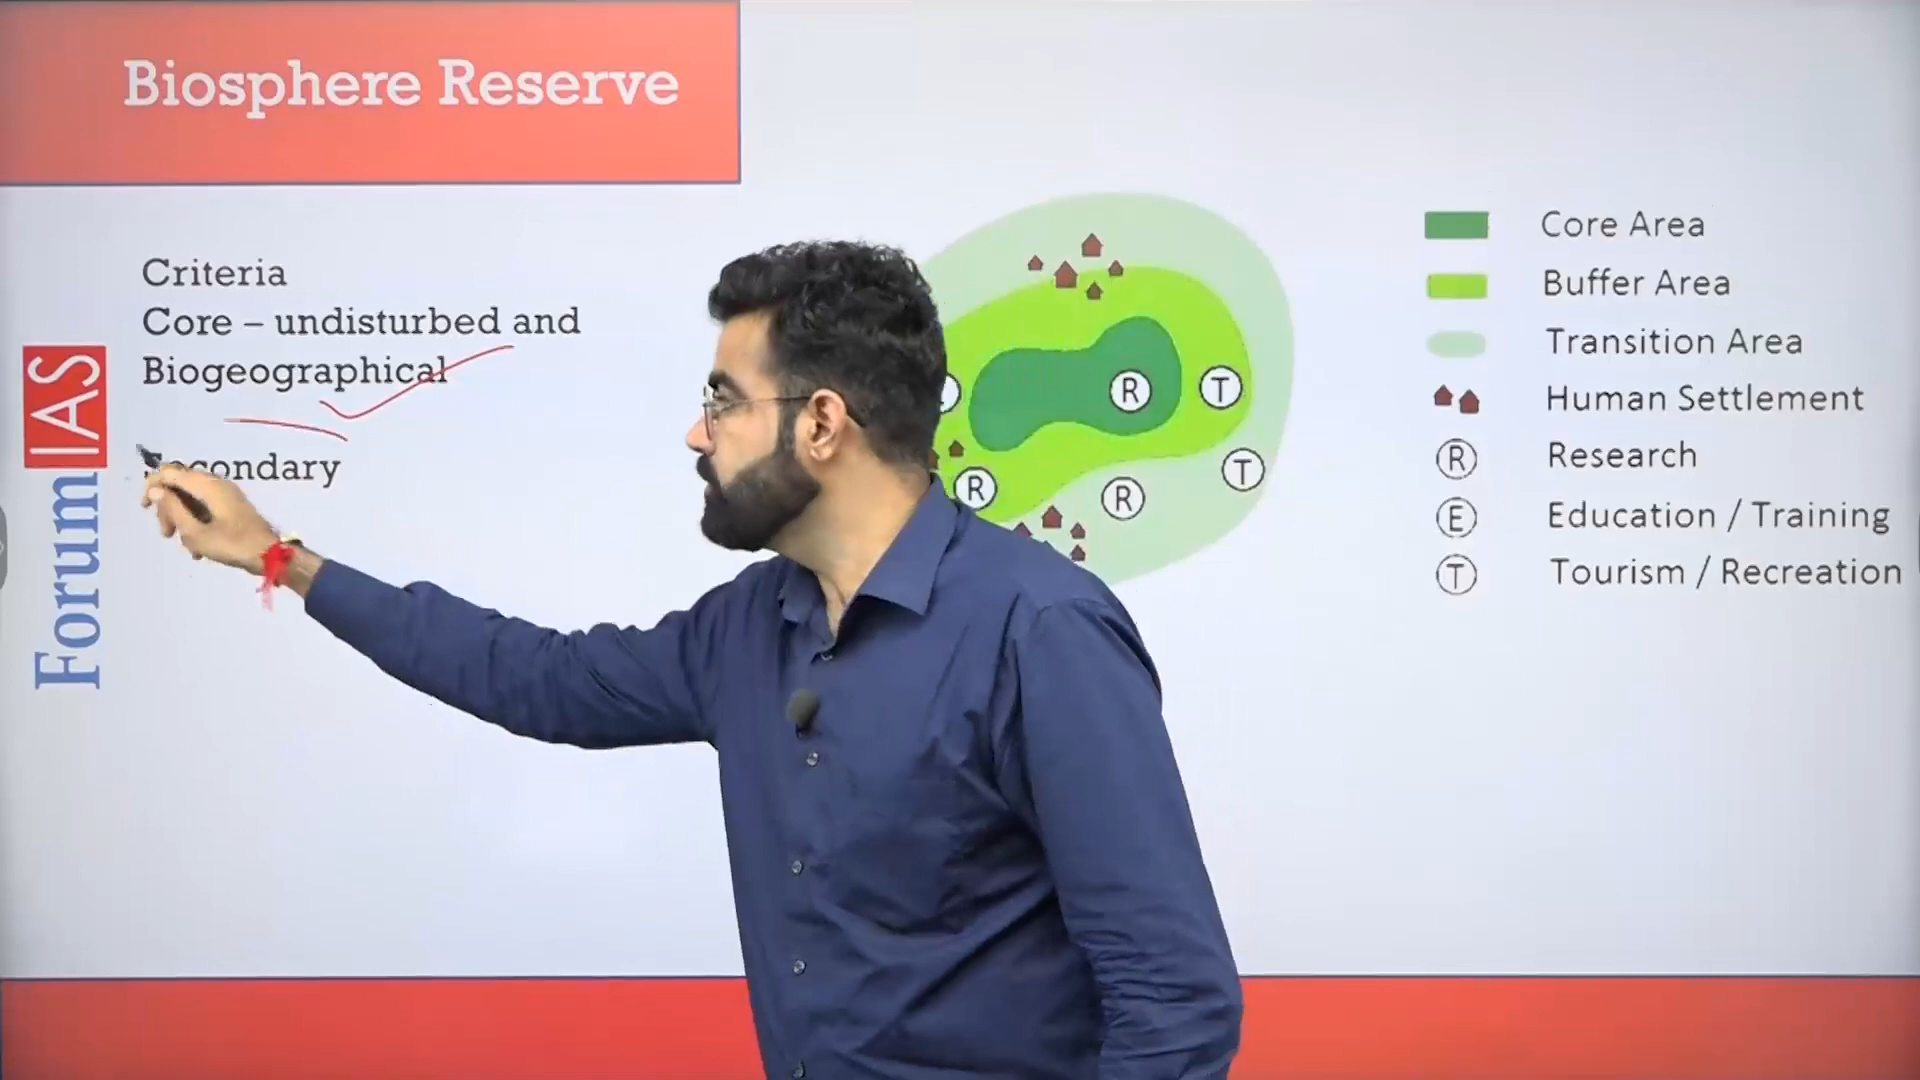 Biosphere Reserve
Criteria
Core – undisturbed and
Biogeographical
Secondary
Forum IAS
R
T
R
R
T
Core Area
Buffer Area
Transition Area
Human Settlement
R Research
E Education / Training
T Tourism / Recreation